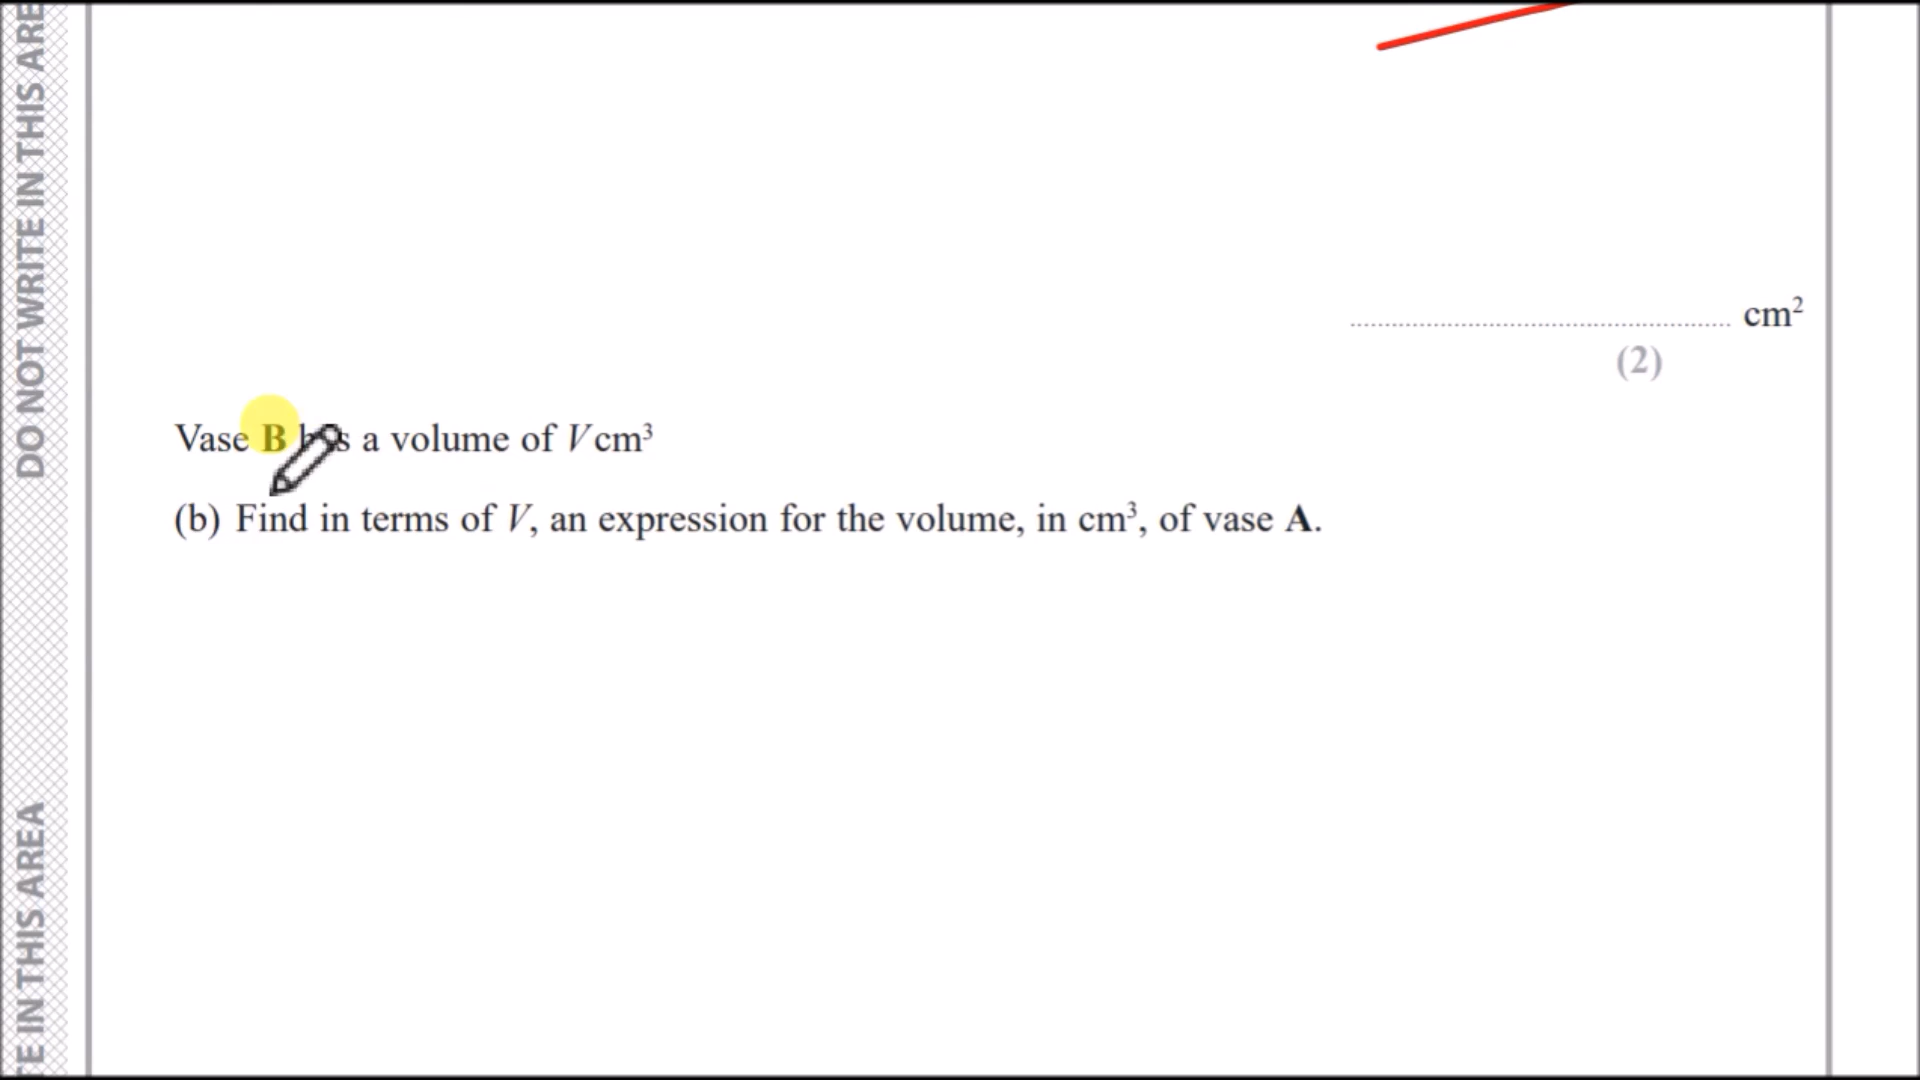 DO NOT WRITE IN THIS ARE
cm²
(2)
Vase B has a volume of V cm³
(b) Find in terms of V, an expression for the volume, in cm³, of vase A.
TE IN THIS AREA